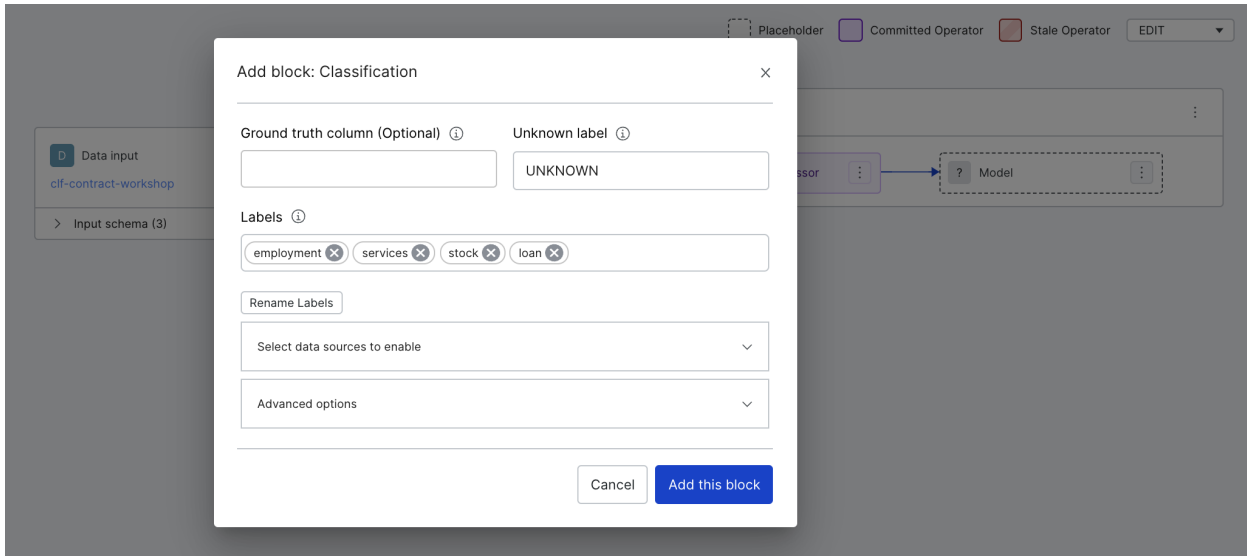 Placeholder Committed Operator Stale Operator EDIT
Add block: Classification
Ground truth column (Optional) Unknown label
UNKNOWN
Labels
employment services stock loan
Rename Labels
Select data sources to enable
Advanced options
Cancel Add this block
D Data input
clf-contract-workshop
Input schema (3)
ssor ? Model